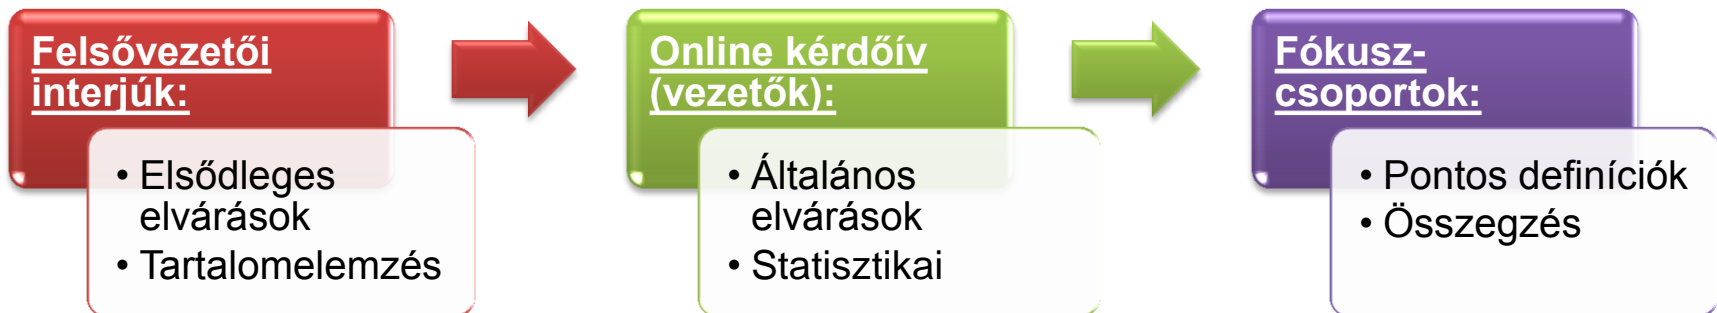 Felsővezetői
interjúk:
• Elsődleges
elvárások
• Tartalomelemzés
Online kérdőív
(vezetők):
• Általános
elvárások
• Statisztikai
Fókusz-
csoportok:
• Pontos definíciók
• Összegzés